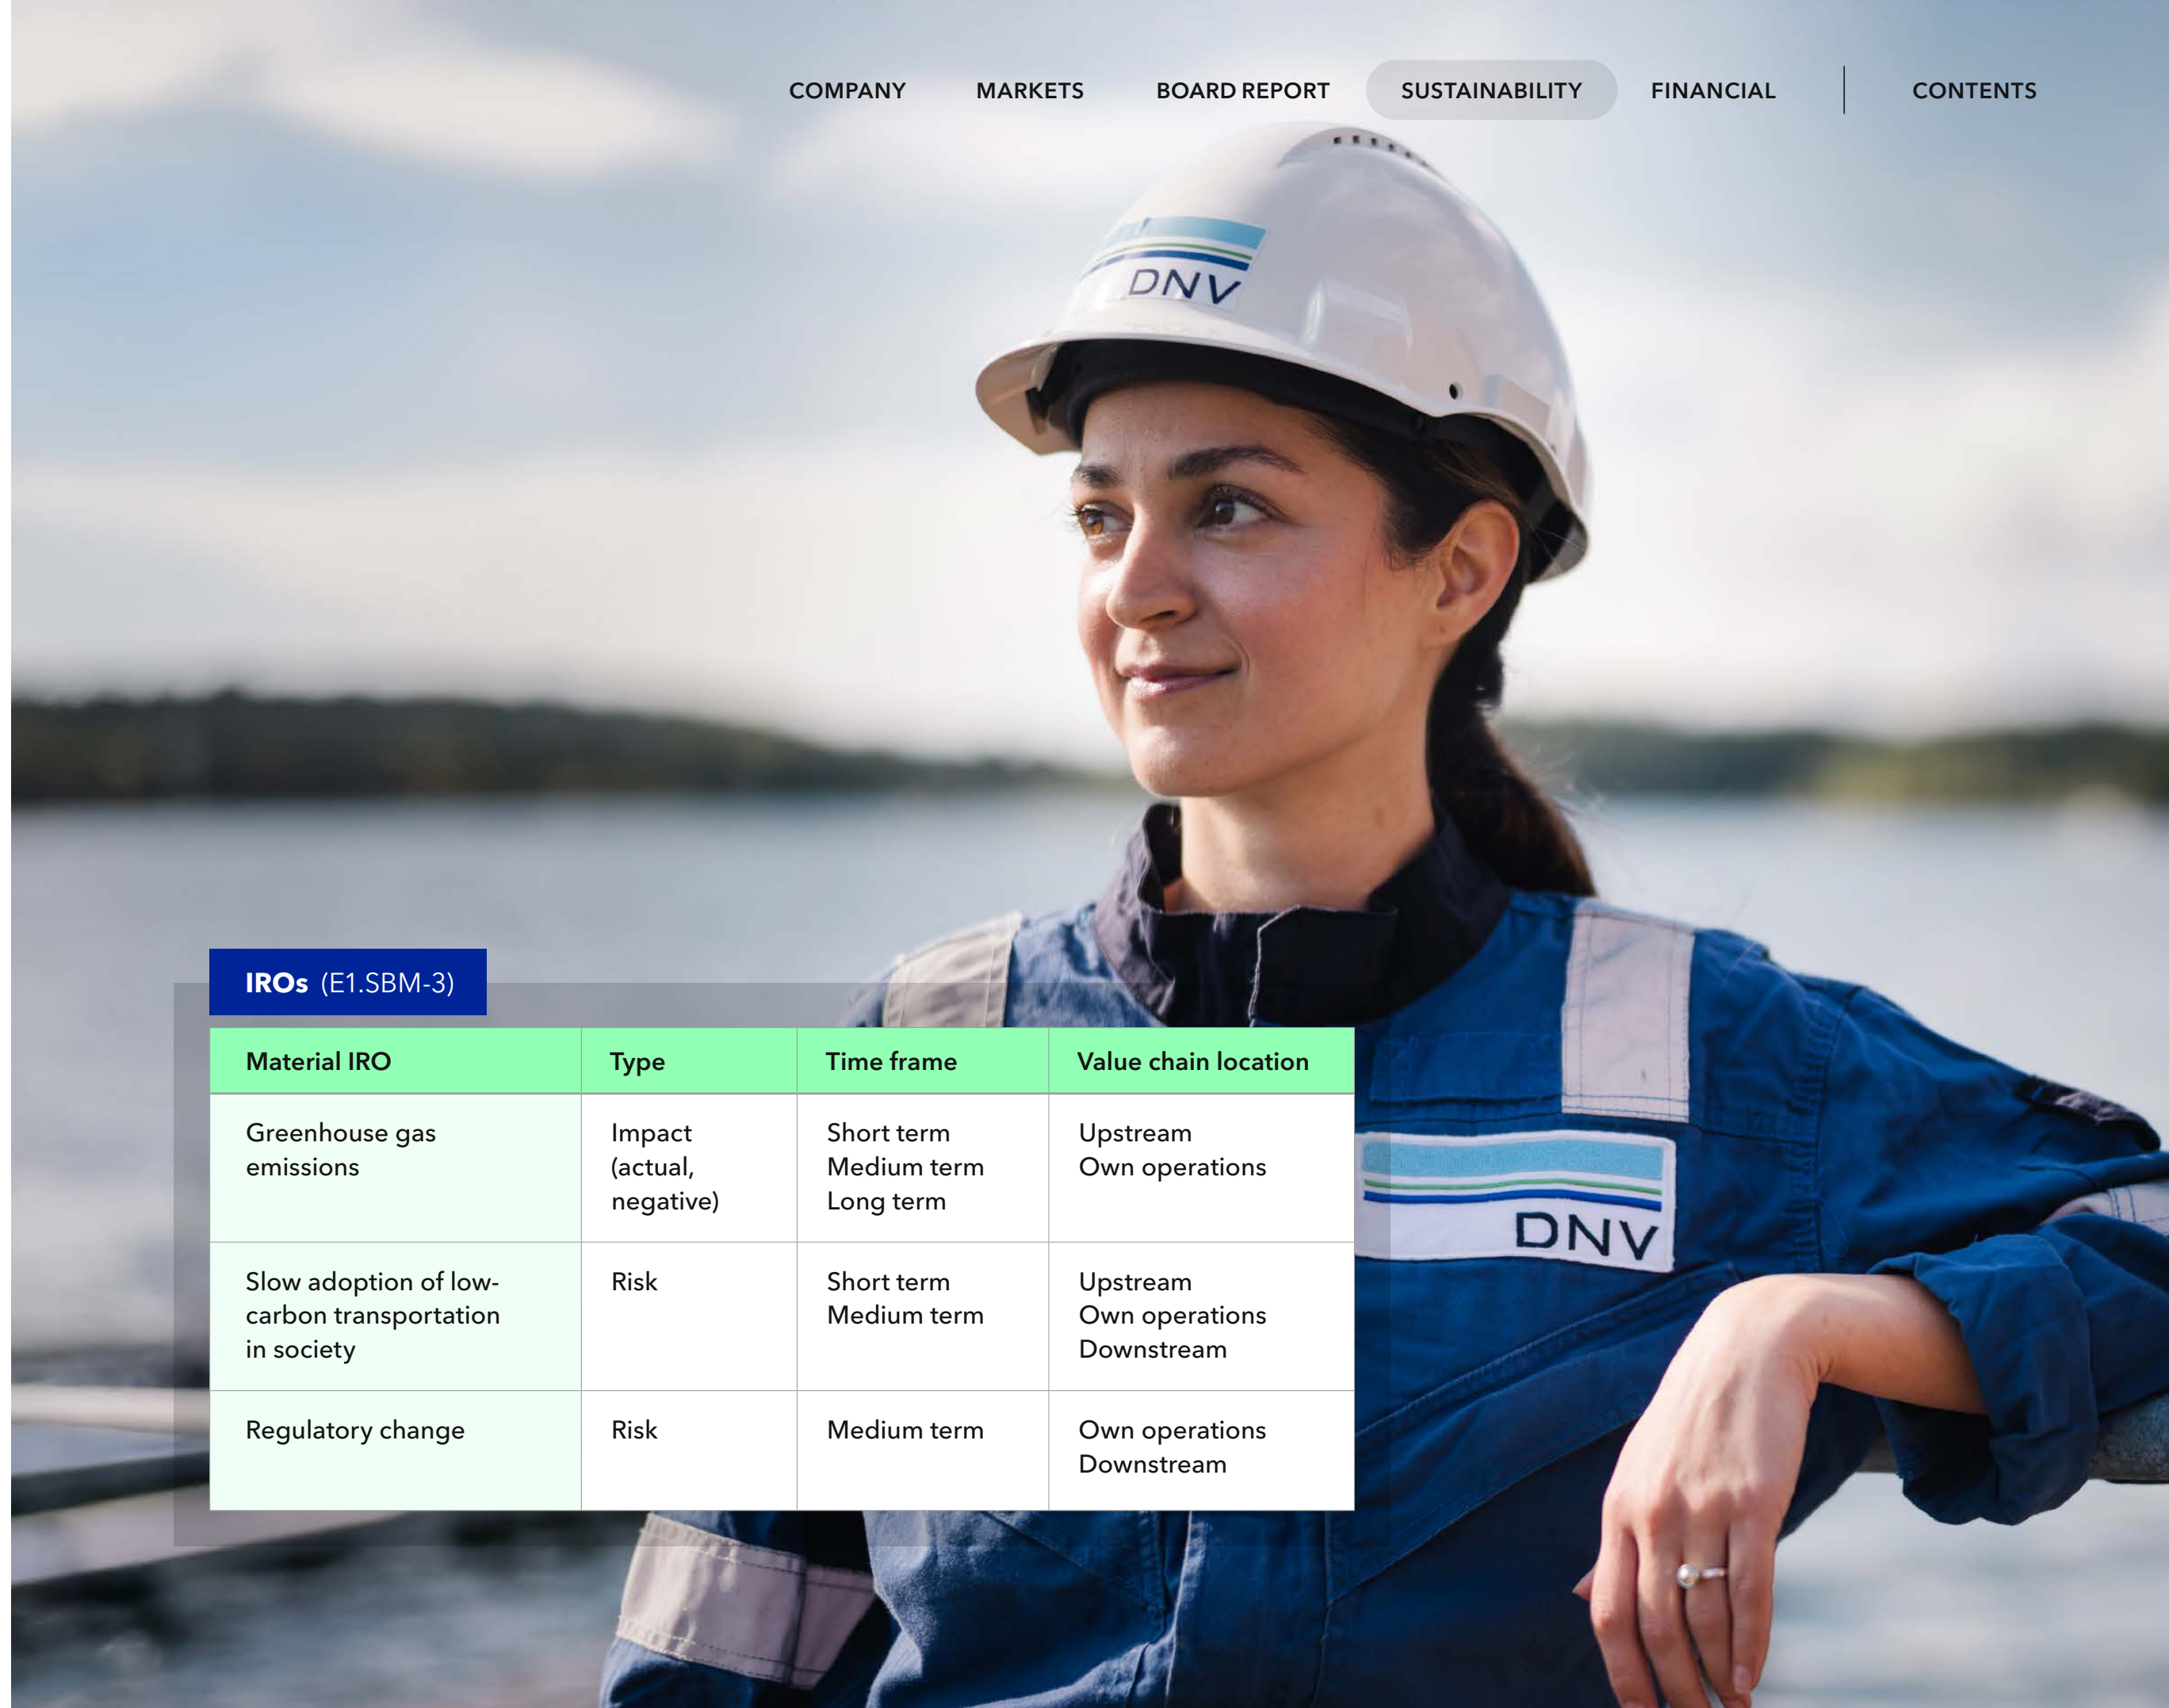 COMPANY MARKETS BOARD REPORT SUSTAINABILITY FINANCIAL CONTENTS
DNV
IROs (E1.SBM-3)
Material IRO Type Time frame Value chain location
Greenhouse gas
emissions
Impact
(actual,
negative)
Short term
Medium term
Long term
Upstream
Own operations
Slow adoption of low-
carbon transportation
in society
Risk
Short term
Medium term
Upstream
Own operations
Downstream
Regulatory change
Risk
Medium term
Own operations
Downstream
DNV